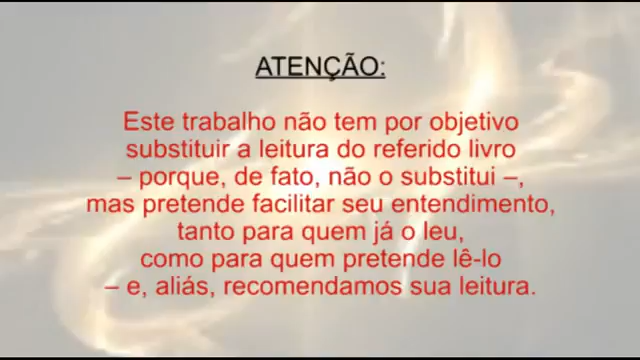 ATENÇÃO:
Este trabalho não tem por objetivo
substituir a leitura do referido livro
– porque, de fato, não o substitui –,
mas pretende facilitar seu entendimento,
tanto para quem já o leu,
como para quem pretende lê-lo
– e, aliás, recomendamos sua leitura.